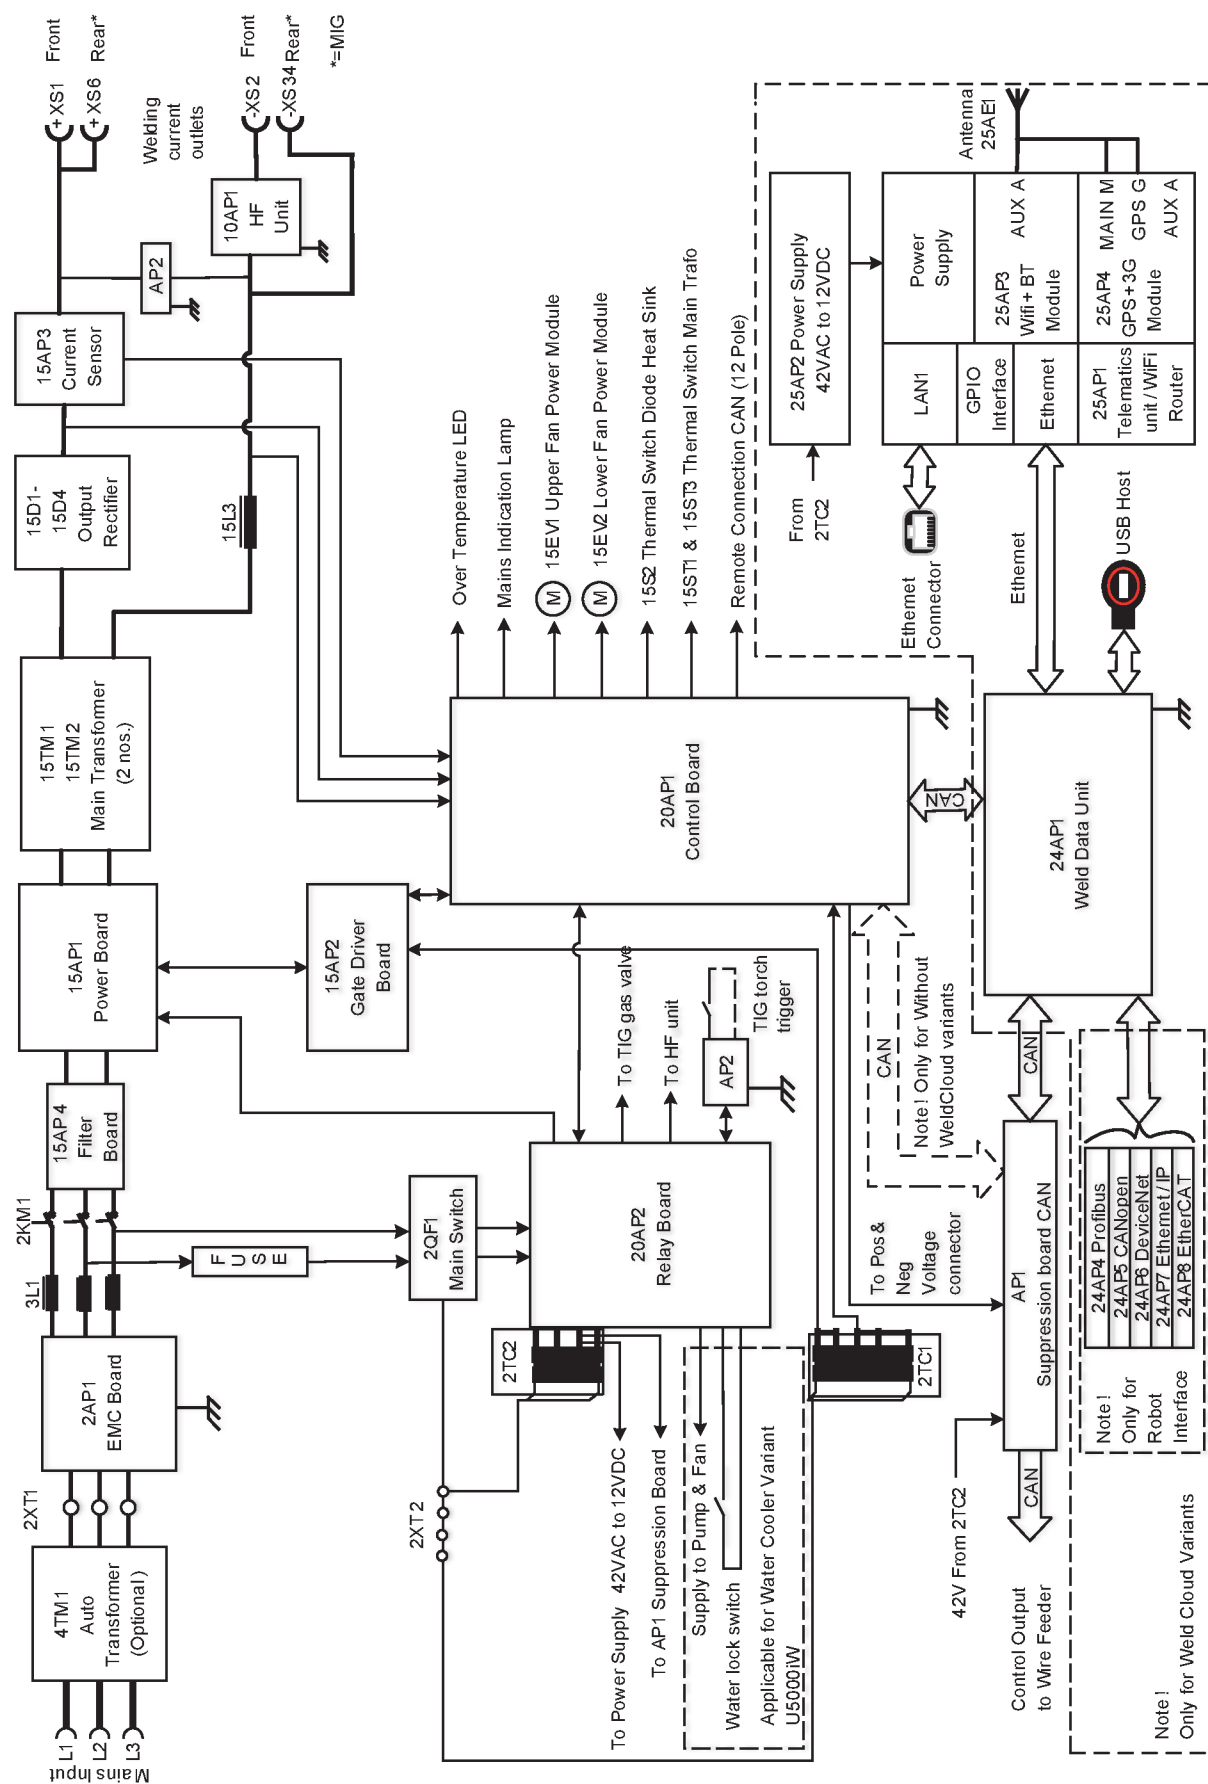 Mains Input
L1
L2
L3
4TM1
Auto
Transformer
(Optional)
2XT1
2AP1
EMC Board
3L1
2KM1
15AP4
Filter
Board
15AP1
Power Board
15TM1
15TM2
Main Transformer
(2 nos.)
15D1-
15D4
Output
Rectifier
15AP3
Current
Sensor
+XS1 Front
+XS6 Rear*
Welding
current
outlets
AP2
10AP1
HF
Unit
-XS2 Front
-XS34 Rear*
*=MIG
15L3
FUSE
2QF1
Main Switch
15AP2
Gate Driver
Board
2XT2
2TC2
20AP2
Relay Board
To TIG gas valve
To HF unit
AP2
TIG torch
trigger
To Power Supply 42VAC to 12VDC
To AP1 Suppression Board
Supply to Pump & Fan
Water lock switch
Applicable for Water Cooler Variant
U5000iW
2TC1
20AP1
Control Board
Over Temperature LED
Mains Indication Lamp
M 15EV1 Upper Fan Power Module
M 15EV2 Lower Fan Power Module
15S2 Thermal Switch Diode Heat Sink
15ST1 & 15ST3 Thermal Switch Main Trafo
Remote Connection CAN (12 Pole)
To Pos &
Neg
Voltage
connector
CAN
Note! Only for Without
WeldCloud variants
CAN
42V From 2TC2
AP1
Suppression board CAN
CAN
Control Output
to Wire Feeder
CAN
24AP1
Weld Data Unit
Ethernet
USB Host
Ethernet
Connector
From
2TC2
25AP2 Power Supply
42VAC to 12VDC
LAN1
Power
Supply
GPIO
Interface
Ethernet
25AP3
Wifi+ BT
Module
AUX A
25AP1
Telematics
unit / WiFi
Router
25AP4
GPS+3G
Module
MAIN M
GPS G
AUX A
Antenna
25AE1
Note!
Only for
Robot
Interface
24AP4 Profibus
24AP5 CANopen
24AP6 DeviceNet
24AP7 Ethernet / IP
24AP8 EtherCAT
Note!
Only for Weld Cloud Variants